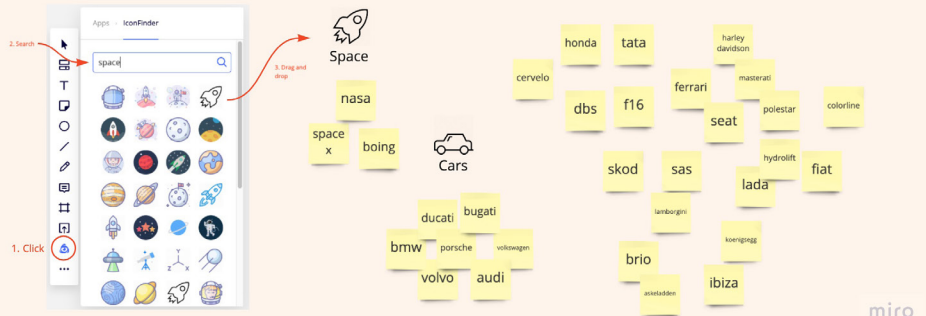 Apps
IconFinder
2. Search
space
3. Drag and
drop
1. Click
Space
nasa
space
x
boing
Cars
ducati
bugati
bmw
porsche
volkswagen
volvo
audi
honda
tata
harley
davidson
cervelo
ferrari
masterati
dbs
f16
seat
polestar
colorline
skod
sas
hydrolift
lada
fiat
lamborgini
koenigsegg
brio
askeladden
ibiza
miro